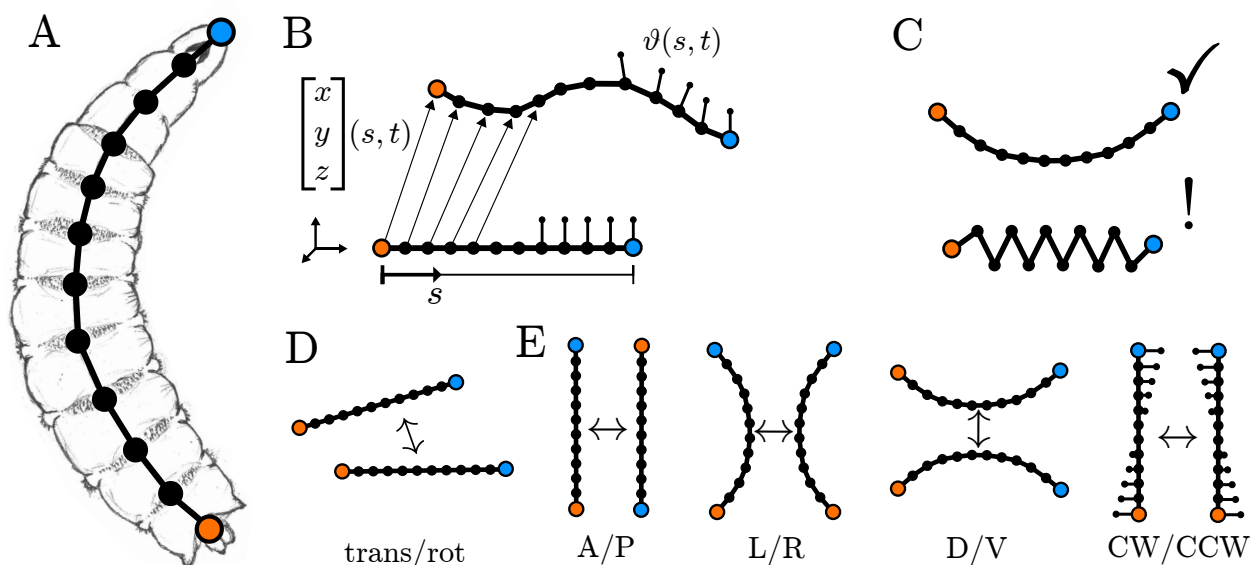 A
B
ϑ(s, t)
C
x
y
z
(s, t)
!
s
D
E
trans/rot
A/P
L/R
D/V
CW/CCW